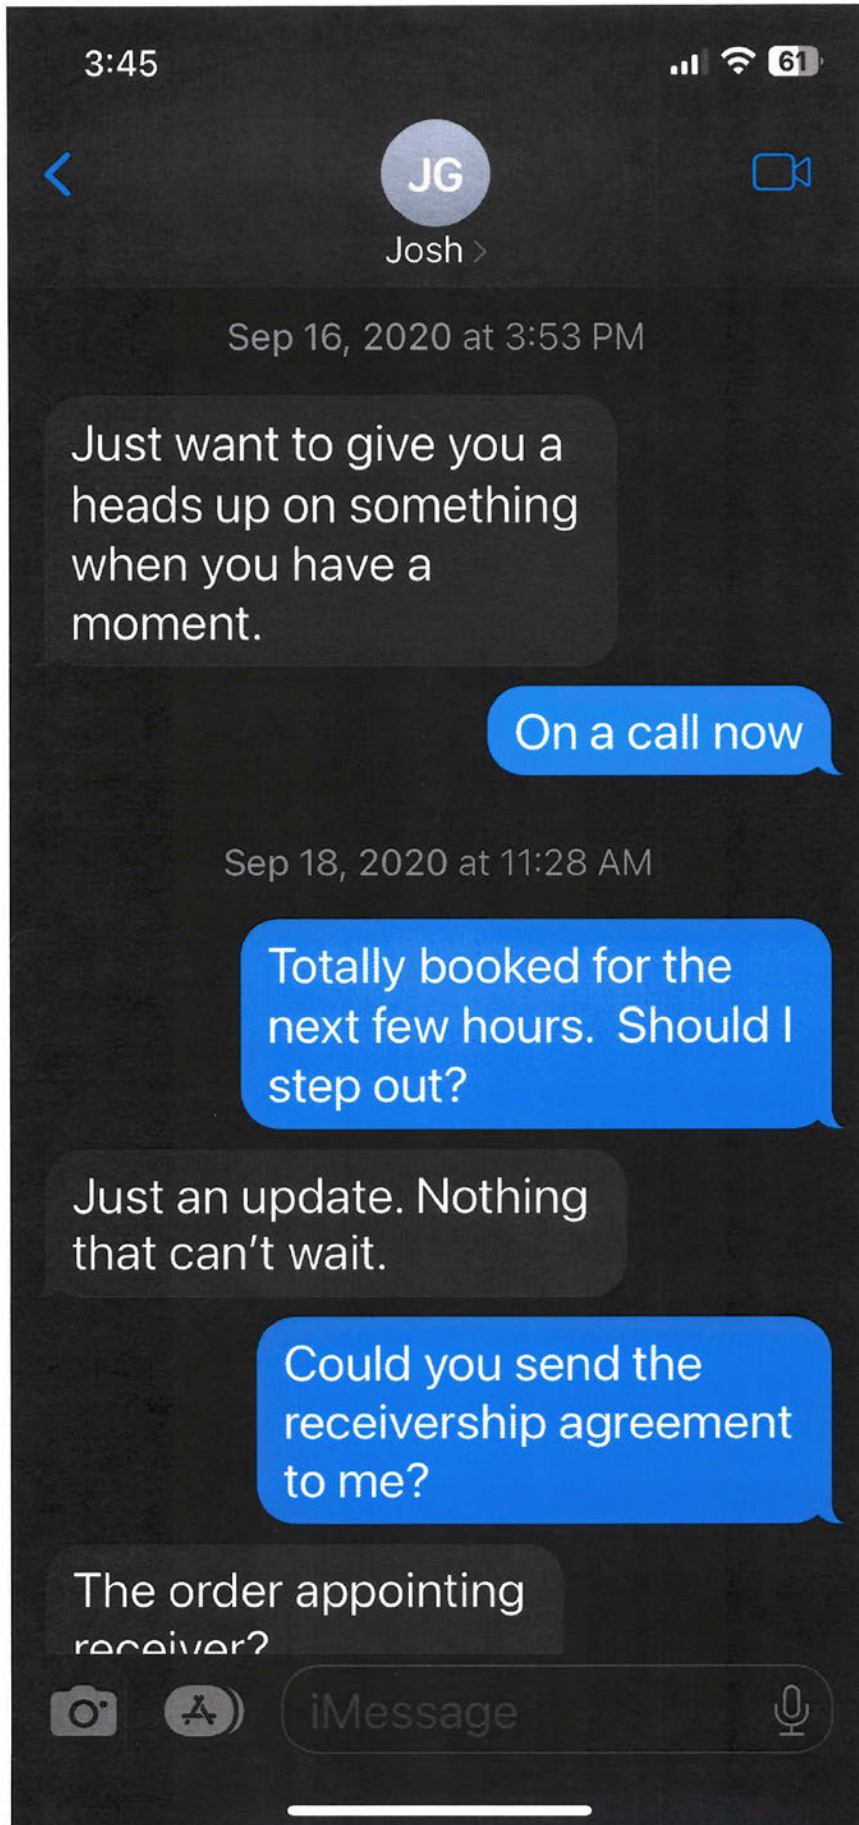 3:45
61
JG
Josh
Sep 16, 2020 at 3:53 PM
Just want to give you a
heads up on something
when you have a
moment.
On a call now
Sep 18, 2020 at 11:28 AM
Totally booked for the
next few hours.  Should I
step out?
Just an update. Nothing
that can't wait.
Could you send the
receivership agreement
to me?
The order appointing
receiver?
iMessage